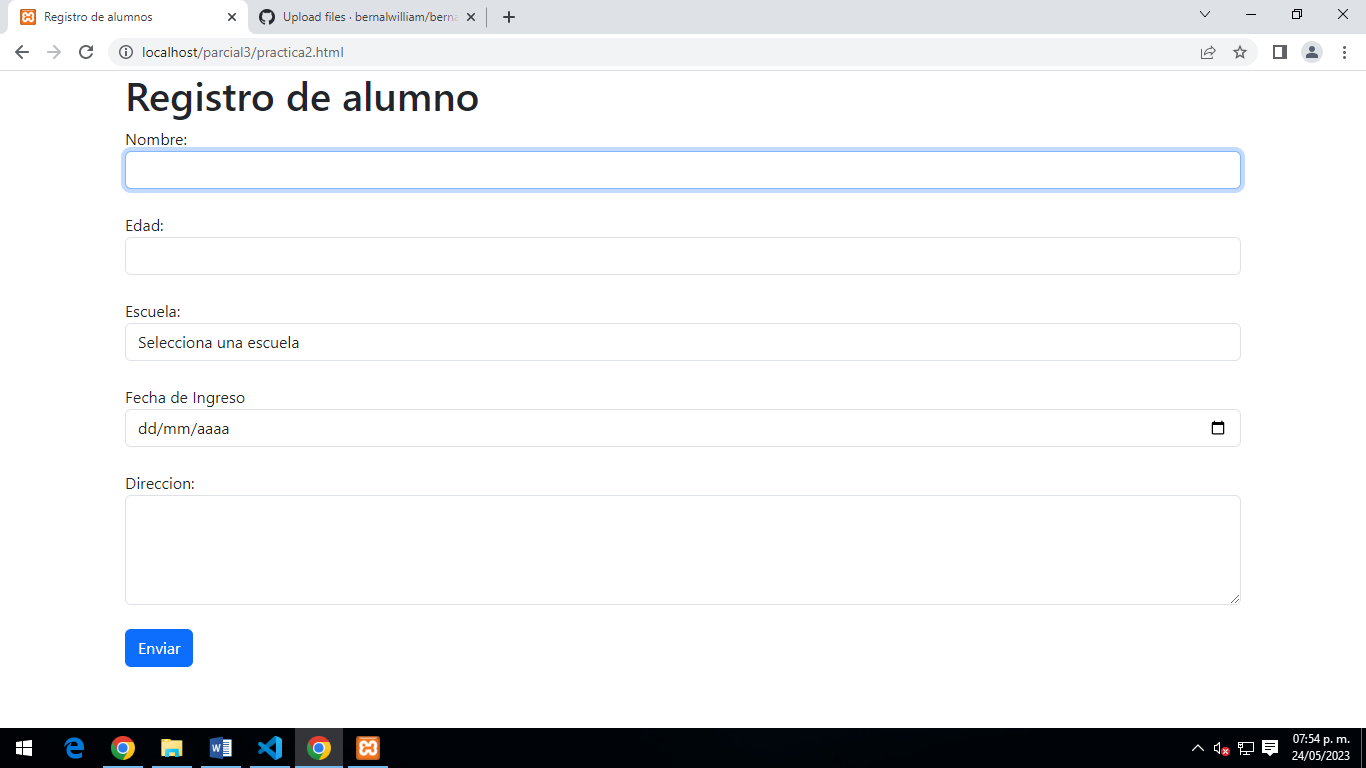 Registro de alumnos
Upload files · bernalwilliam/berna
localhost/parcial3/practica2.html
Registro de alumno
Nombre:
Edad:
Escuela:
Selecciona una escuela
Fecha de Ingreso
dd/mm/aaaa
Direccion:
Enviar
07:54 p. m.
24/05/2023